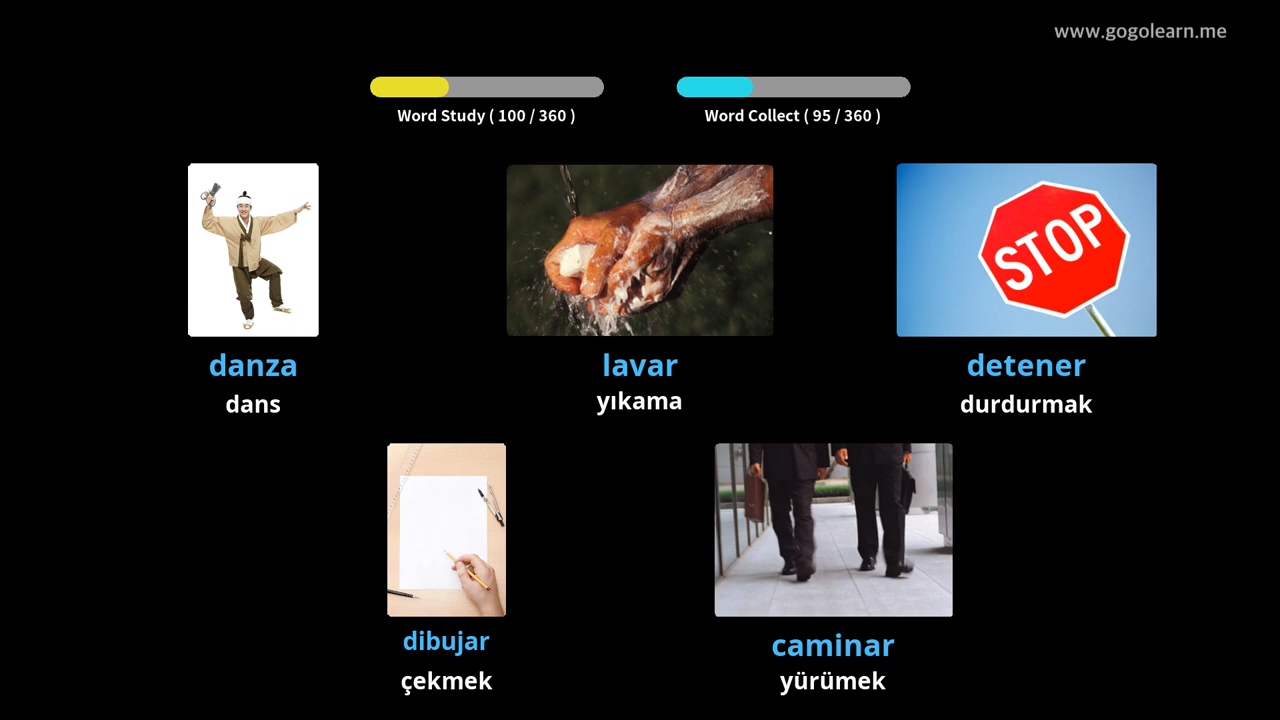 www.gogolearn.me
Word Study ( 100 / 360 )
Word Collect ( 95 / 360 )
STOP
danza
dans
lavar
yıkama
detener
durdurmak
dibujar
çekmek
caminar
yürümek